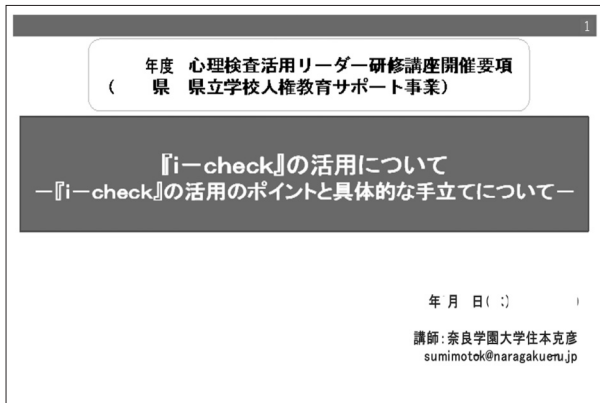 1
年度 心理検査活用リーダー研修講座開催要項
( 県 県立学校人権教育サポート事業)
『i－check』の活用について
－『i－check』の活用のポイントと具体的な手立てについて－
年 月 日( :) )
講師:奈良学園大学住本克彦
sumimotok@naragakuen.jp